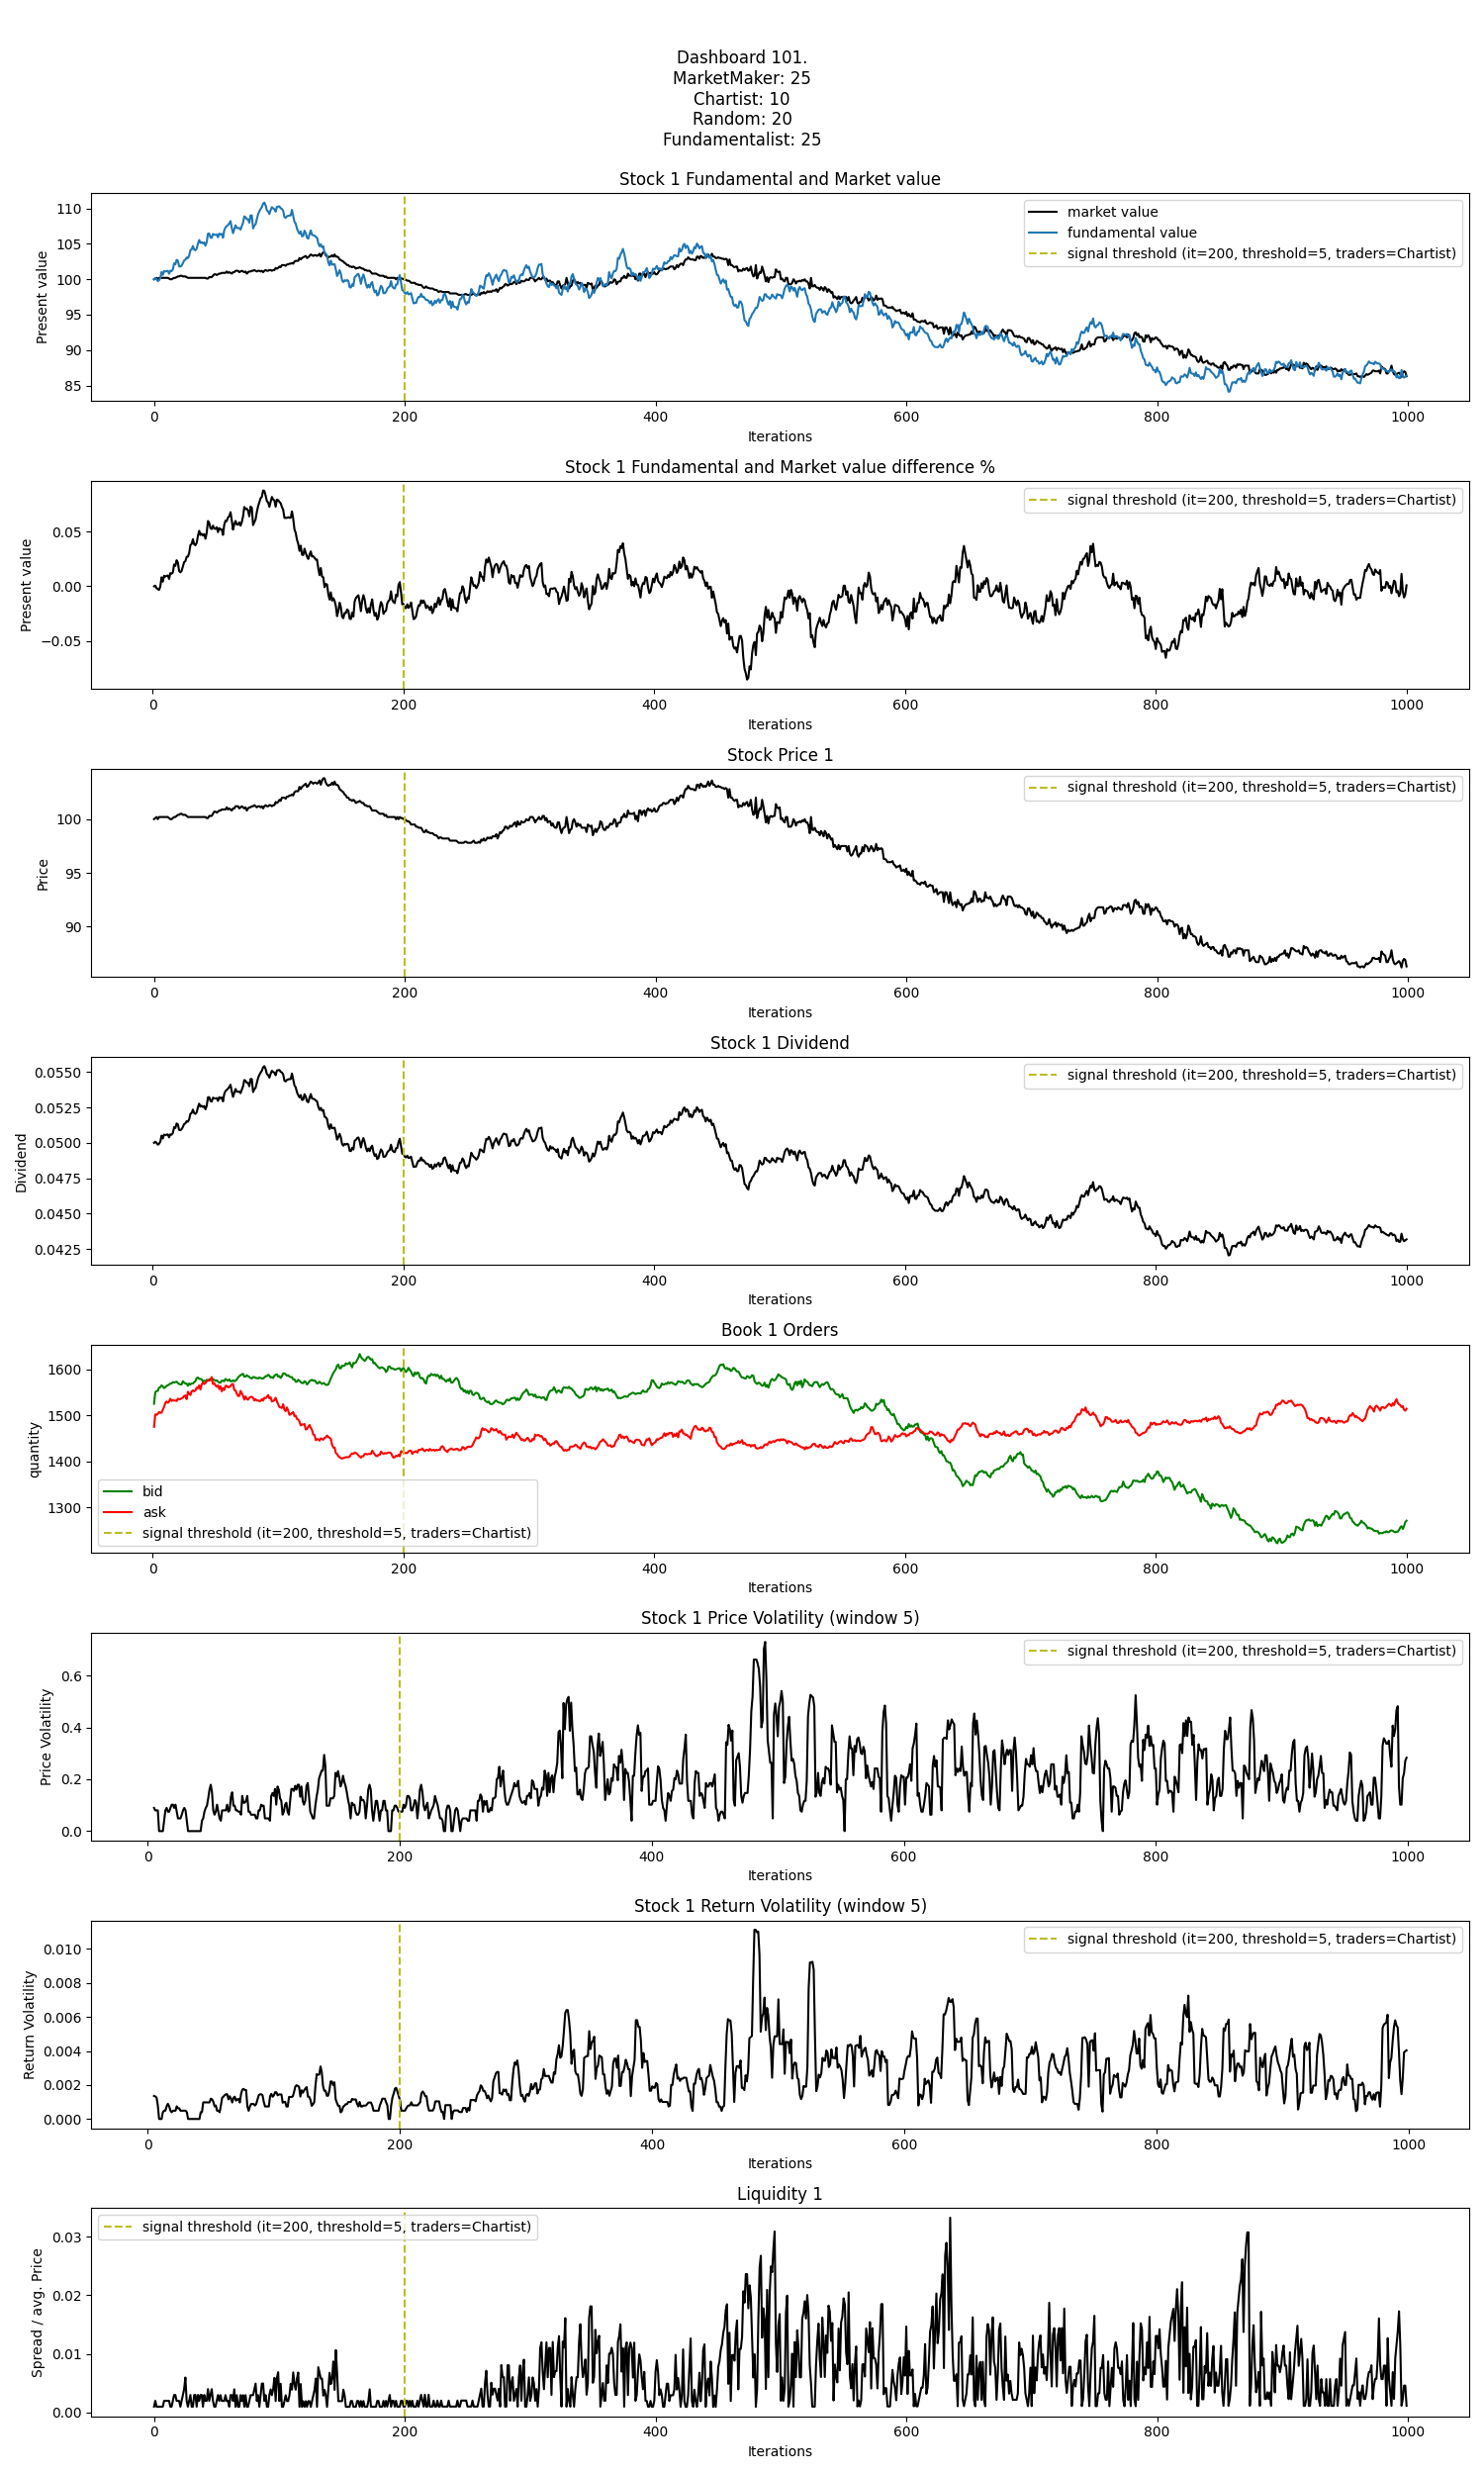 Dashboard 101.
MarketMaker: 25
Chartist: 10
Random: 20
Fundamentalist: 25
Stock 1 Fundamental and Market value
Present value
110
105
100
95
90
85
market value
fundamental value
signal threshold (it=200, threshold=5, traders=Chartist)
0 200 400 600 800 1000
Iterations
Stock 1 Fundamental and Market value difference %
Present value
0.05
0.00
−0.05
signal threshold (it=200, threshold=5, traders=Chartist)
0 200 400 600 800 1000
Iterations
Stock Price 1
Price
100
95
90
signal threshold (it=200, threshold=5, traders=Chartist)
0 200 400 600 800 1000
Iterations
Stock 1 Dividend
Dividend
0.0550
0.0525
0.0500
0.0475
0.0450
0.0425
signal threshold (it=200, threshold=5, traders=Chartist)
0 200 400 600 800 1000
Iterations
Book 1 Orders
quantity
1600
1500
1400
1300
bid
ask
signal threshold (it=200, threshold=5, traders=Chartist)
0 200 400 600 800 1000
Iterations
Stock 1 Price Volatility (window 5)
Price Volatility
0.6
0.4
0.2
0.0
signal threshold (it=200, threshold=5, traders=Chartist)
0 200 400 600 800 1000
Iterations
Stock 1 Return Volatility (window 5)
Return Volatility
0.010
0.008
0.006
0.004
0.002
0.000
signal threshold (it=200, threshold=5, traders=Chartist)
0 200 400 600 800 1000
Iterations
Liquidity 1
Spread / avg. Price
0.03
0.02
0.01
0.00
signal threshold (it=200, threshold=5, traders=Chartist)
0 200 400 600 800 1000
Iterations